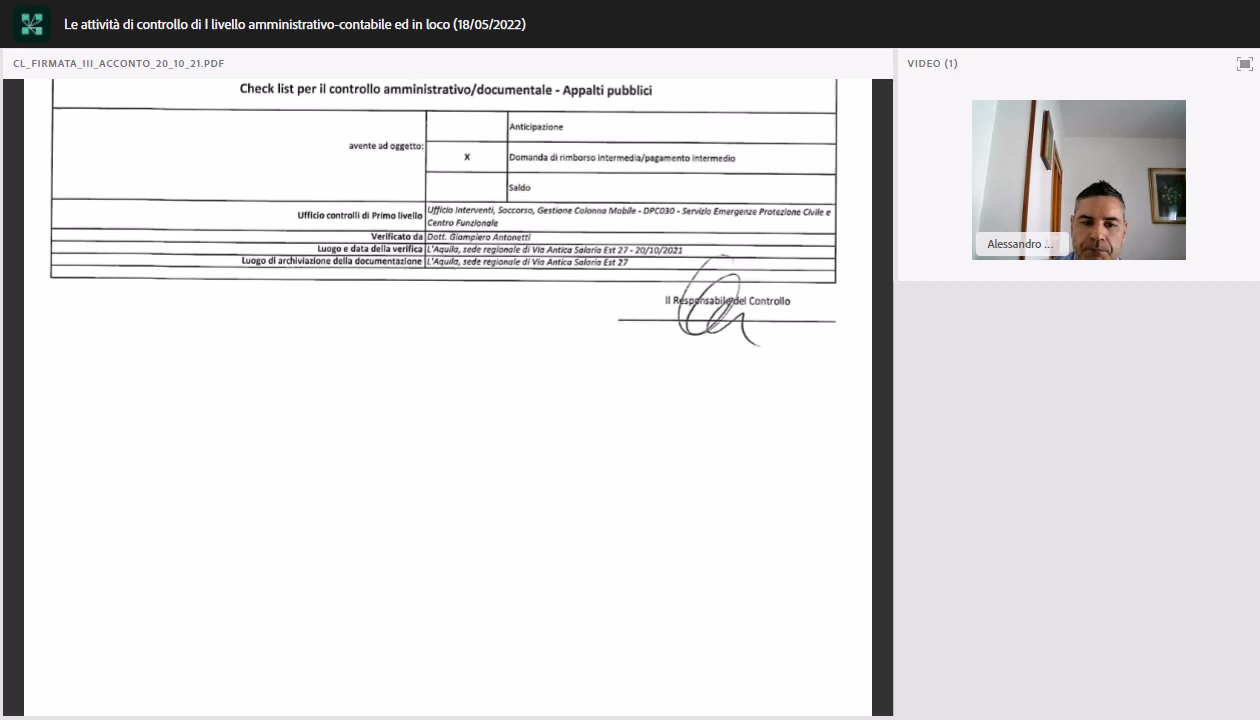 Le attività di controllo di I livello amministrativo-contabile ed in loco (18/05/2022)
CL_FIRMATA_III_ACCONTO_20_10_21.PDF
VIDEO (1)
Check list per il controllo amministrativo/documentale - Appalti pubblici
avente ad oggetto:
Anticipazione
X
Domanda di rimborso intermedia/pagamento intermedio
Saldo
Ufficio controlli di Primo livello
Ufficio Interventi, Soccorso, Gestione Colonna Mobile - DPC030 - Servizio Emergenze Protezione Civile e
Centro Funzionale
Verificato da Dott. Giampiero Antonetti
Luogo e data della verifica L'Aquila, sede regionale di Via Antica Salaria Est 27 - 20/10/2021
Luogo di archiviazione della documentazione L'Aquila, sede regionale di Via Antica Salaria Est 27
Il Responsabile del Controllo
Alessandro ...